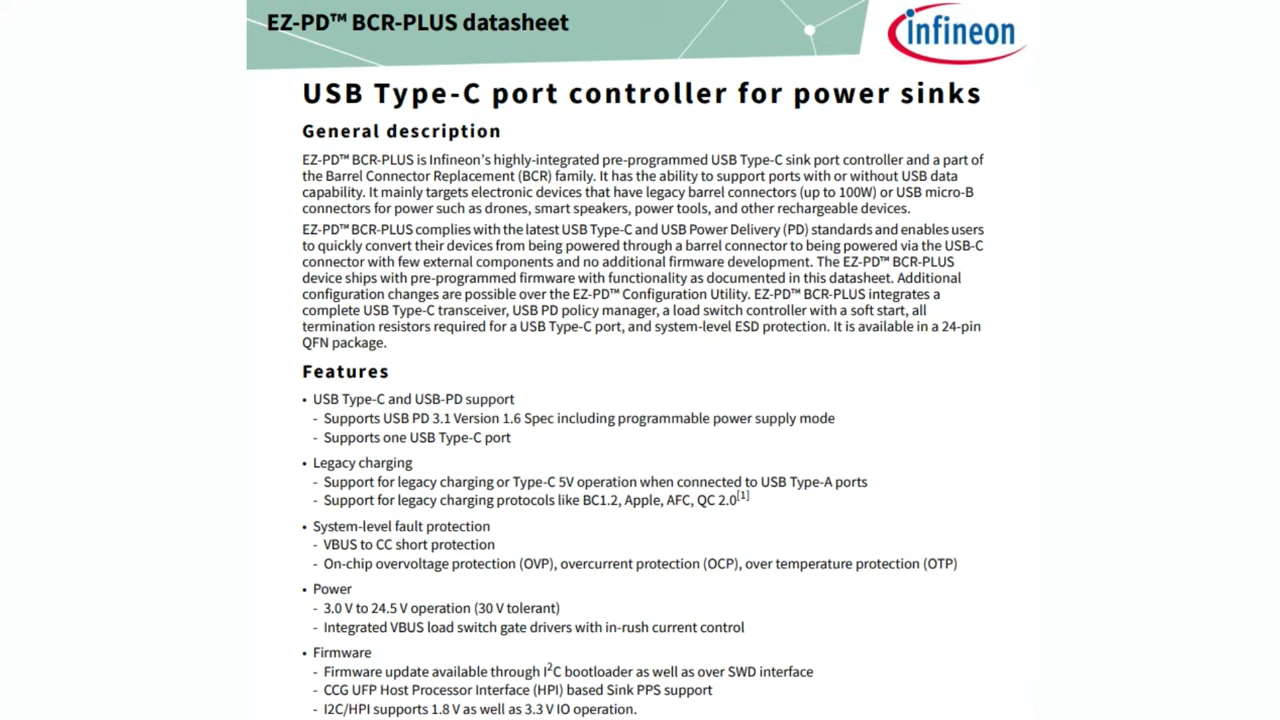 EZ-PD™ BCR-PLUS datasheet
infineon
USB Type-C port controller for power sinks
General description
EZ-PD™ BCR-PLUS is Infineon's highly-integrated pre-programmed USB Type-C sink port controller and a part of
the Barrel Connector Replacement (BCR) family. It has the ability to support ports with or without USB data
capability. It mainly targets electronic devices that have legacy barrel connectors (up to 100W) or USB micro-B
connectors for power such as drones, smart speakers, power tools, and other rechargeable devices.
EZ-PD™ BCR-PLUS complies with the latest USB Type-C and USB Power Delivery (PD) standards and enables users
to quickly convert their devices from being powered through a barrel connector to being powered via the USB-C
connector with few external components and no additional firmware development. The EZ-PD™ BCR-PLUS
device ships with pre-programmed firmware with functionality as documented in this datasheet. Additional
configuration changes are possible over the EZ-PD™ Configuration Utility. EZ-PD™ BCR-PLUS integrates a
complete USB Type-C transceiver, USB PD policy manager, a load switch controller with a soft start, all
termination resistors required for a USB Type-C port, and system-level ESD protection. It is available in a 24-pin
QFN package.
Features
• USB Type-C and USB-PD support
- Supports USB PD 3.1 Version 1.6 Spec including programmable power supply mode
- Supports one USB Type-C port
• Legacy charging
- Support for legacy charging or Type-C 5V operation when connected to USB Type-A ports
- Support for legacy charging protocols like BC1.2, Apple, AFC, QC 2.0[1]
• System-level fault protection
- VBUS to CC short protection
- On-chip overvoltage protection (OVP), overcurrent protection (OCP), over temperature protection (OTP)
• Power
- 3.0 V to 24.5 V operation (30 V tolerant)
- Integrated VBUS load switch gate drivers with in-rush current control
• Firmware
- Firmware update available through I2C bootloader as well as over SWD interface
- CCG UFP Host Processor Interface (HPI) based Sink PPS support
- I2C/HPI supports 1.8 V as well as 3.3 V IO operation.